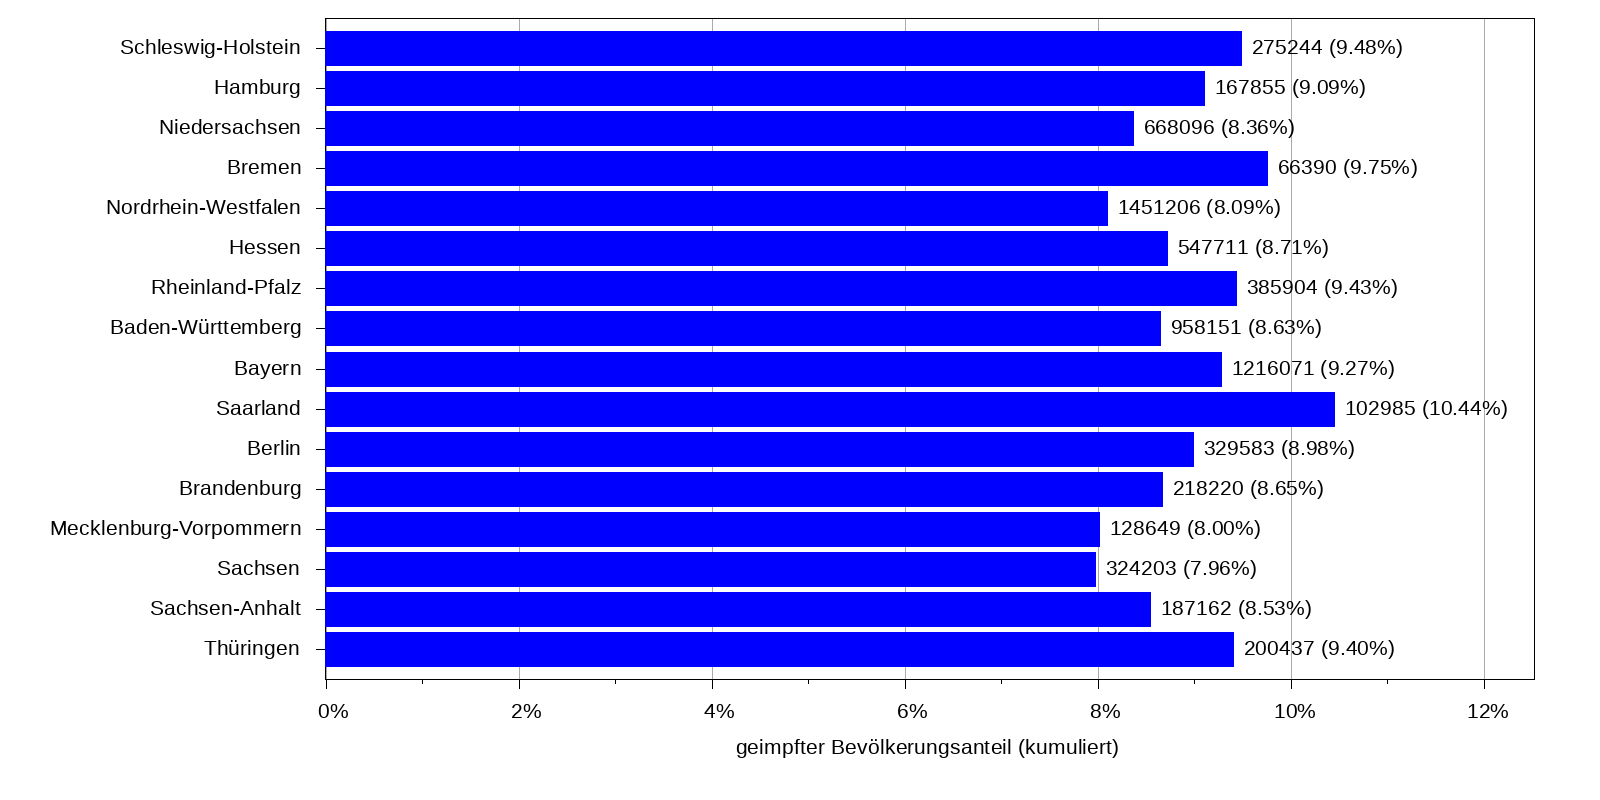 Schleswig-Holstein 275244 (9.48%)
Hamburg 167855 (9.09%)
Niedersachsen 668096 (8.36%)
Bremen 66390 (9.75%)
Nordrhein-Westfalen 1451206 (8.09%)
Hessen 547711 (8.71%)
Rheinland-Pfalz 385904 (9.43%)
Baden-Württemberg 958151 (8.63%)
Bayern 1216071 (9.27%)
Saarland 102985 (10.44%)
Berlin 329583 (8.98%)
Brandenburg 218220 (8.65%)
Mecklenburg-Vorpommern 128649 (8.00%)
Sachsen 324203 (7.96%)
Sachsen-Anhalt 187162 (8.53%)
Thüringen 200437 (9.40%)
0% 2% 4% 6% 8% 10% 12%
geimpfter Bevölkerungsanteil (kumuliert)